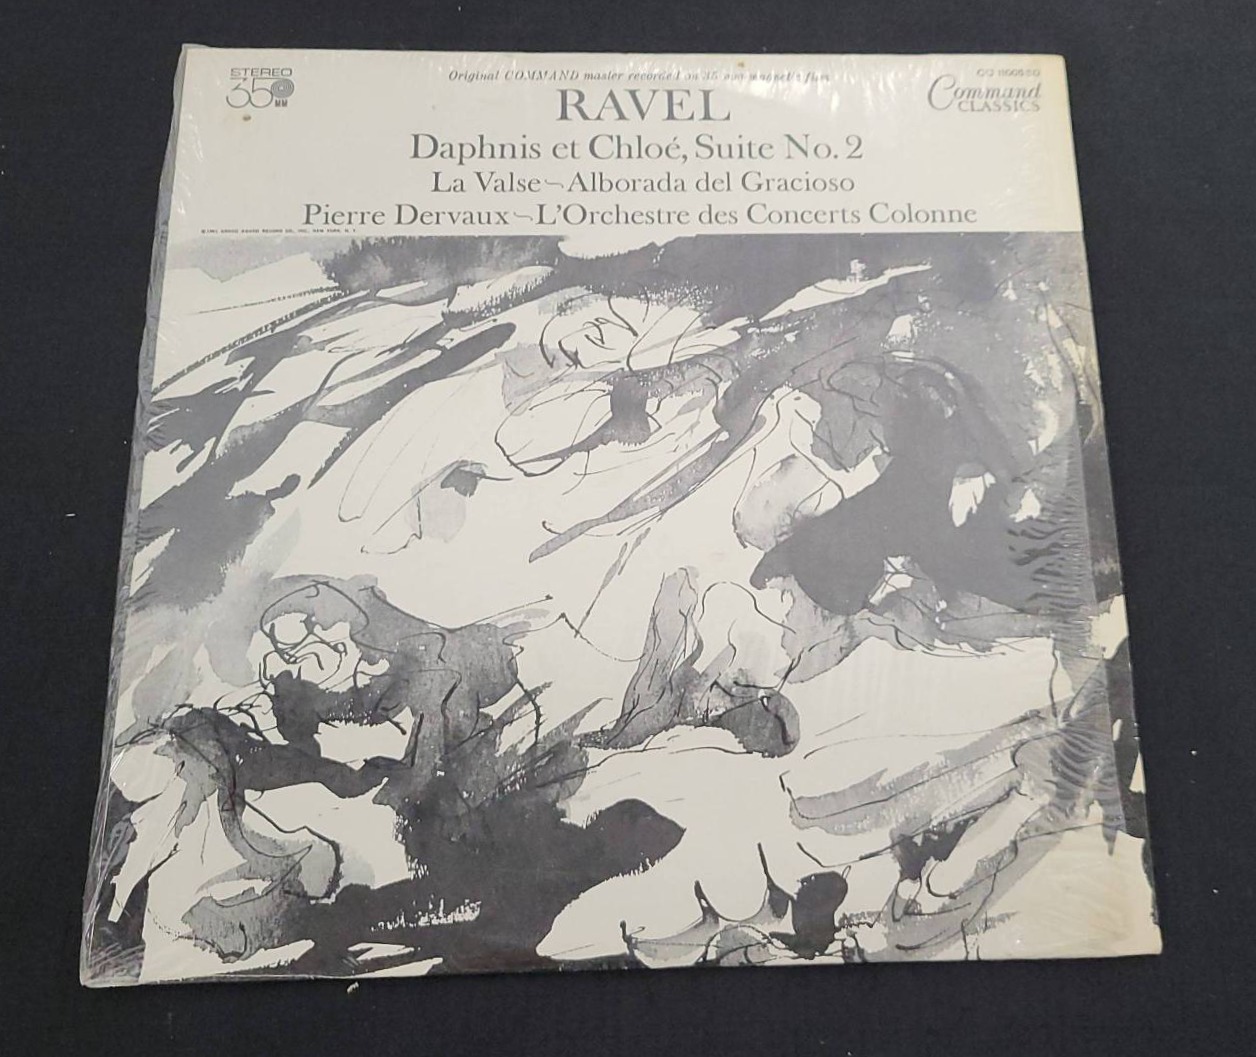 STEREO
35
MM
Original COMMAND master recorded on 35 mm magnetic film
RAVEL
Command
CLASSICS
Daphnis et Chloé, Suite No. 2
La Valse~Alborada del Gracioso
Pierre Dervaux~L'Orchestre des Concerts Colonne